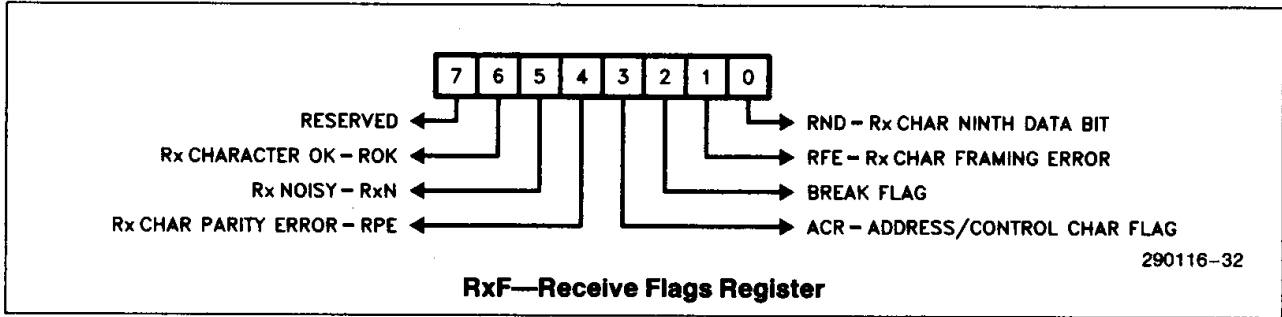 7 6 5 4 3 2 1 0
RESERVED
Rx CHARACTER OK – ROK
Rx NOISY – RxN
Rx CHAR PARITY ERROR – RPE
RND – Rx CHAR NINTH DATA BIT
RFE – Rx CHAR FRAMING ERROR
BREAK FLAG
ACR – ADDRESS/CONTROL CHAR FLAG
290116–32
RxF—Receive Flags Register